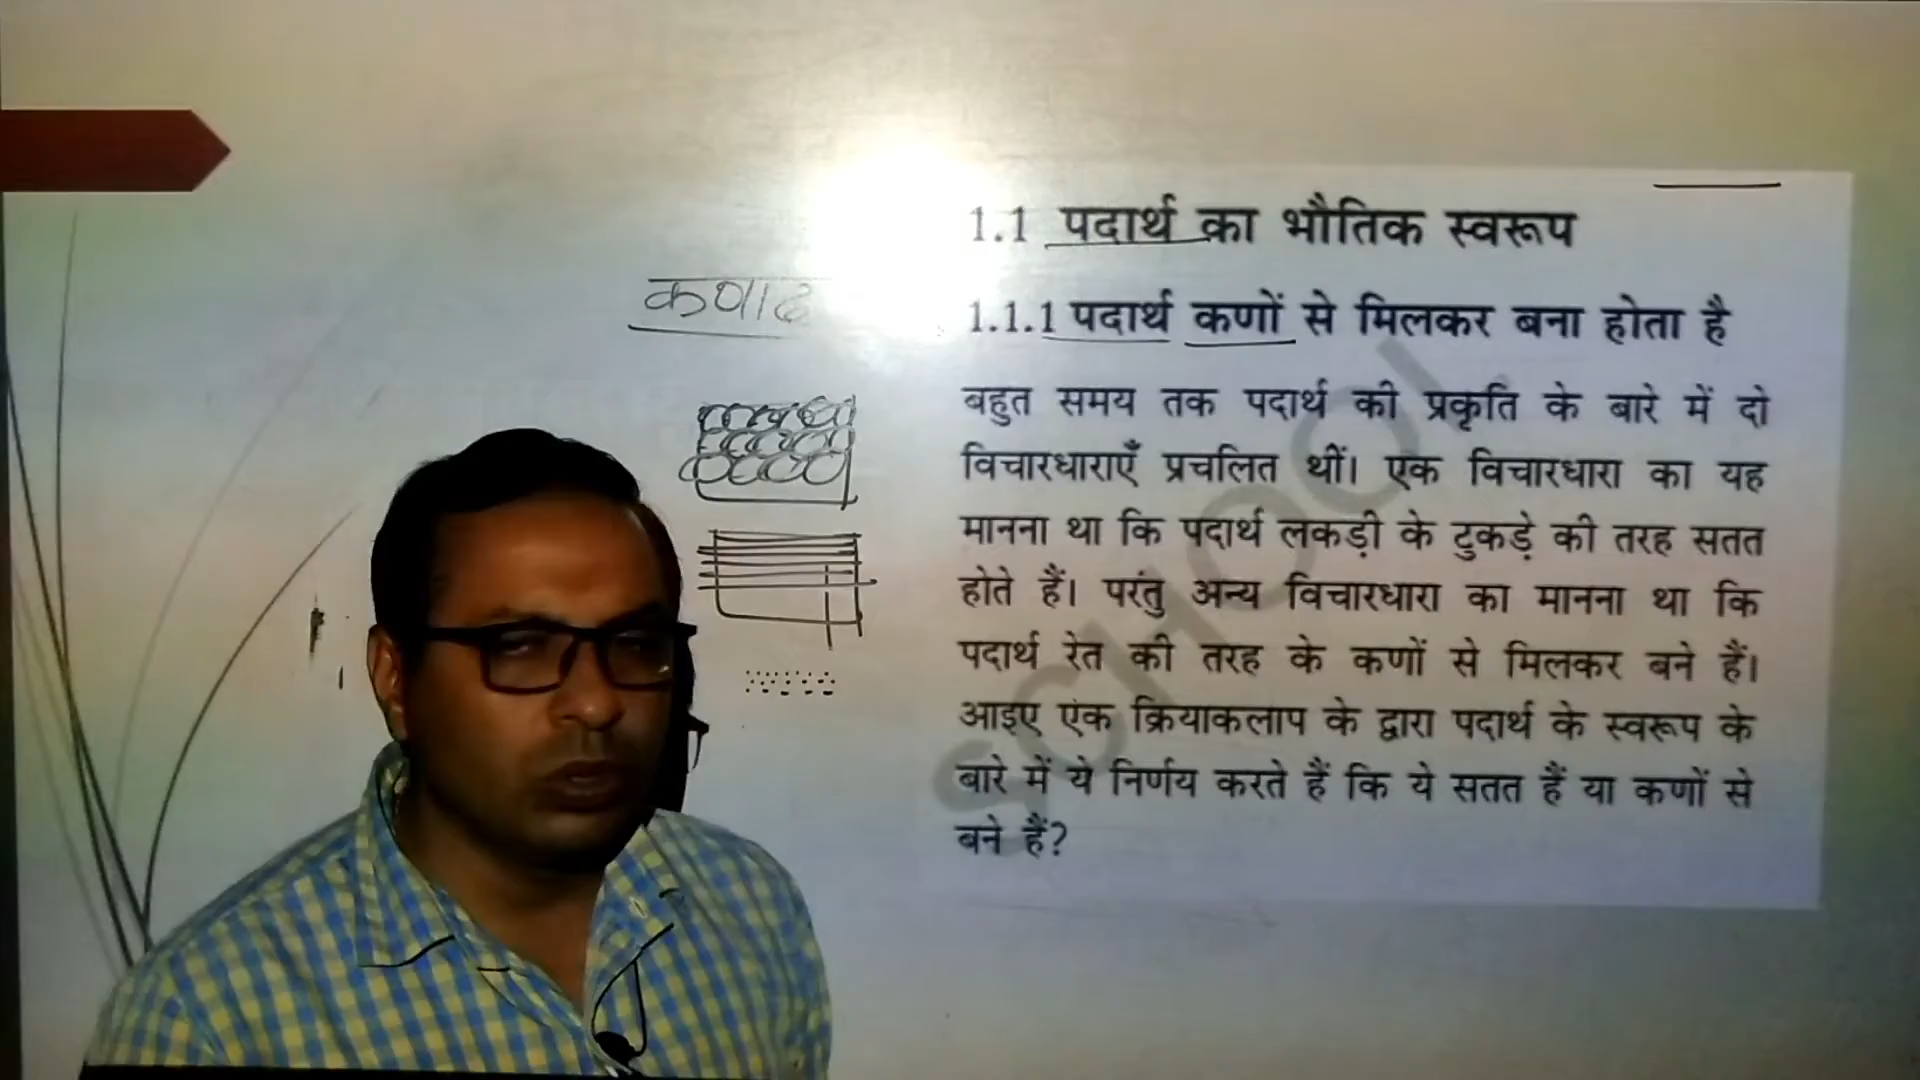 1.1 पदार्थ का भौतिक स्वरूप
कणाद
1.1.1 पदार्थ कणों से मिलकर बना होता है
बहुत समय तक पदार्थ की प्रकृति के बारे में दो
विचारधाराएँ प्रचलित थीं। एक विचारधारा का यह
मानना था कि पदार्थ लकड़ी के टुकड़े की तरह सतत
होते हैं। परंतु अन्य विचारधारा का मानना था कि
पदार्थ रेत की तरह के कणों से मिलकर बने हैं।
आइए एक क्रियाकलाप के द्वारा पदार्थ के स्वरूप के
बारे में ये निर्णय करते हैं कि ये सतत हैं या कणों से
बने हैं?
SCHOOL